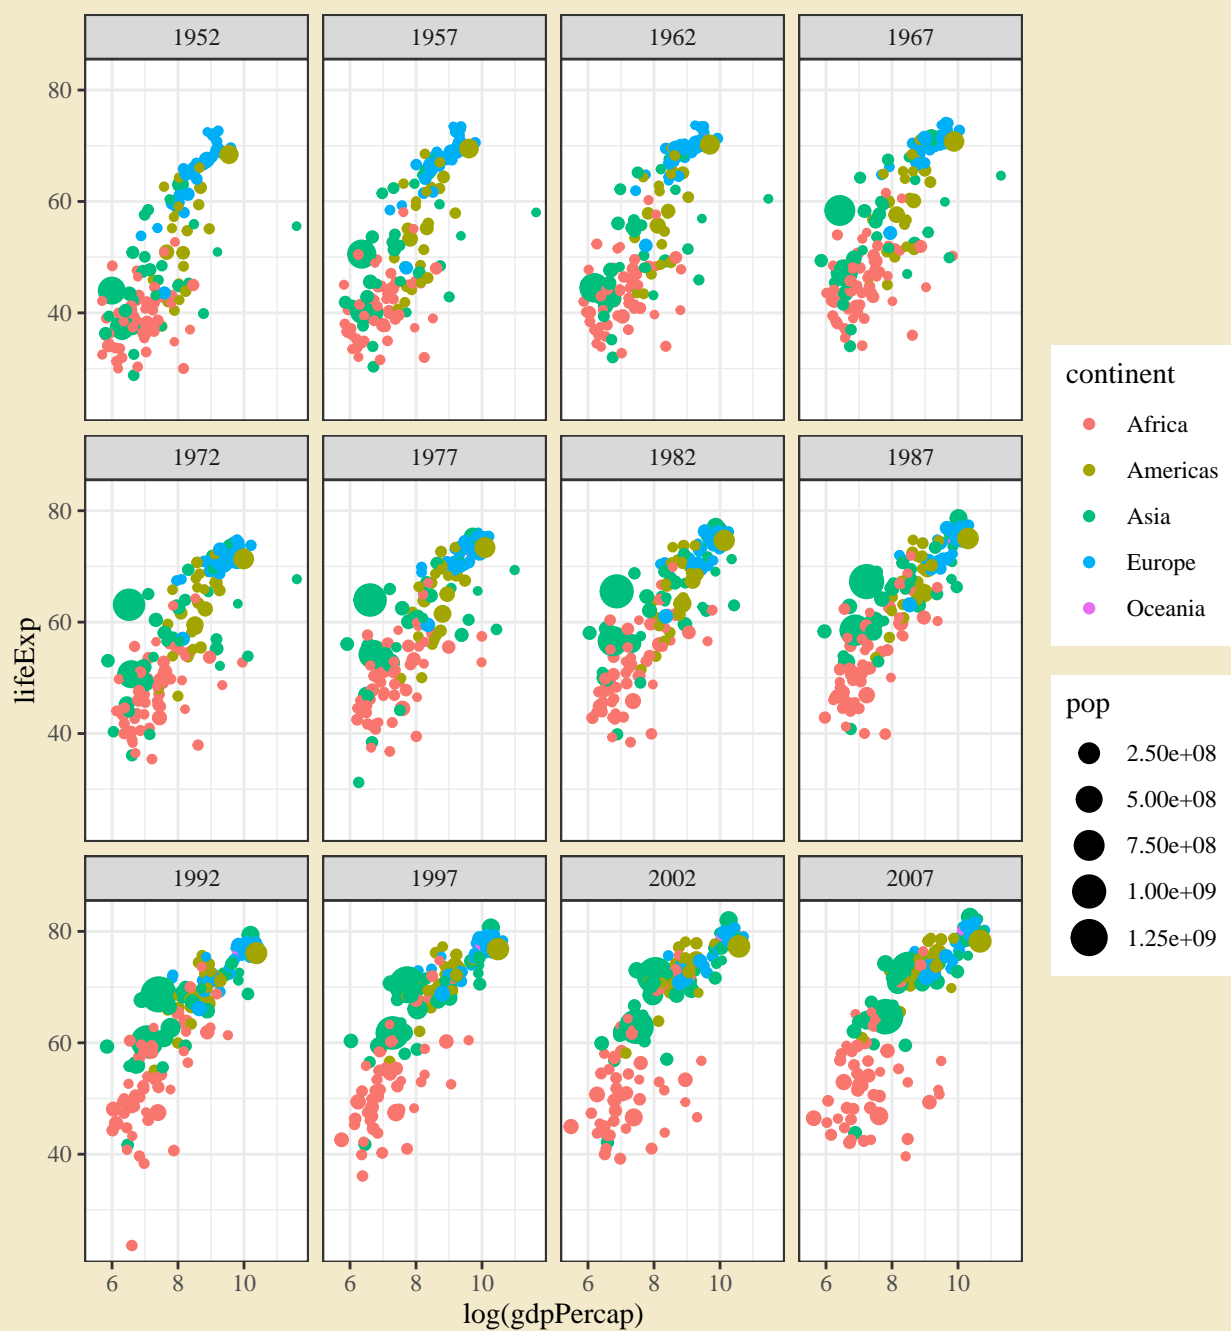 1952 1957 1962 1967
80
60
40
1972 1977 1982 1987
80
60
40
1992 1997 2002 2007
80
60
40
6 8 10 6 8 10 6 8 10 6 8 10
log(gdpPercap)
lifeExp
continent
Africa
Americas
Asia
Europe
Oceania
pop
2.50e+08
5.00e+08
7.50e+08
1.00e+09
1.25e+09